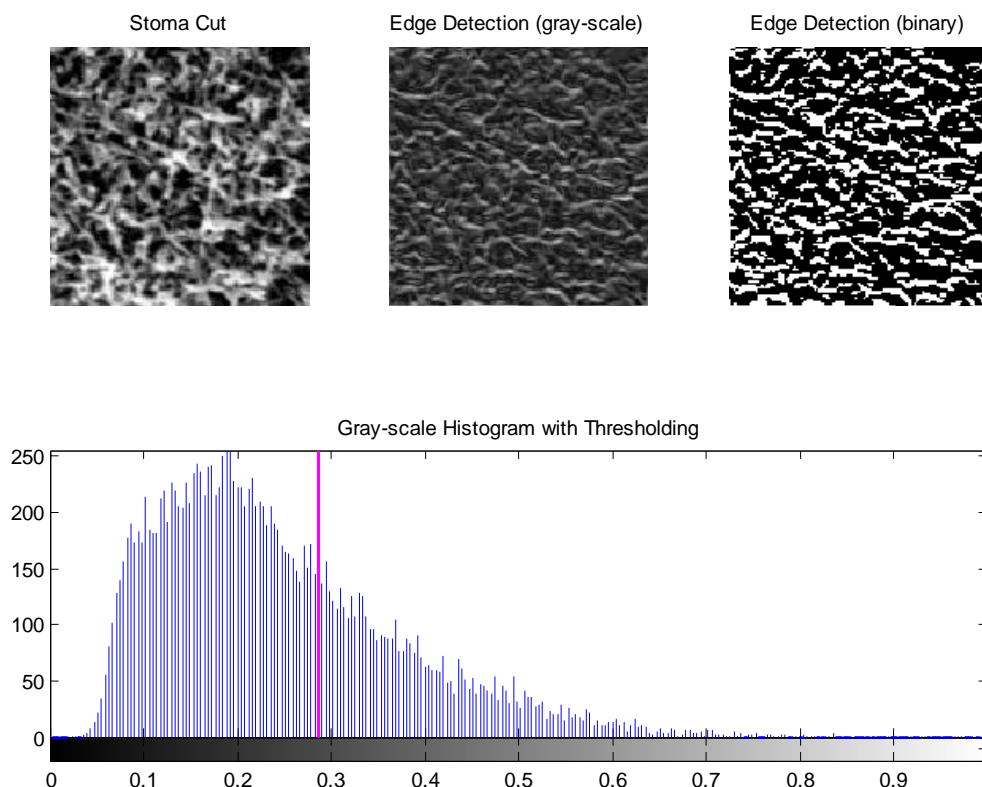 Stoma Cut
Edge Detection (gray-scale)
Edge Detection (binary)
Gray-scale Histogram with Thresholding
250
200
150
100
50
0
0 0.1 0.2 0.3 0.4 0.5 0.6 0.7 0.8 0.9